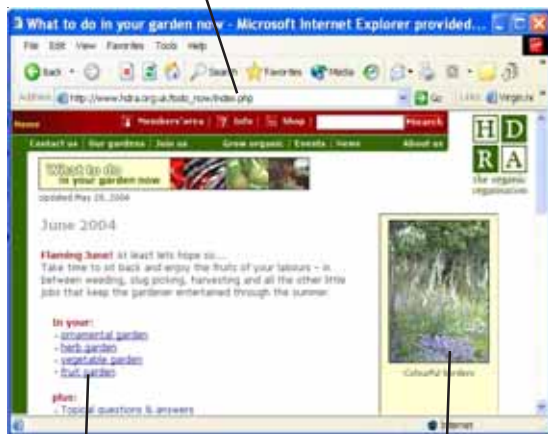 What to do in your garden now - Microsoft Internet Explorer provided...
File Edit View Favorites Tools Help
Back Search Favorites Media
Address http://www.hdra.org.uk/todo_now/index.php Go Links
Home Members' area Info Shop Search
Contact us Our gardens Join us Grow organic Events News About us
H D
R A
the organic
organisation
What to do
in your garden now
updated May 28, 2004
June 2004
Flaming June! at least lets hope so...
Take time to sit back and enjoy the fruits of your labours - in
between weeding, slug picking, harvesting and all the other little
jobs that keep the gardener entertained through the summer.
In your:
- ornamental garden
- herb garden
- vegetable garden
- fruit garden
Colourful borders
plus:
- Topical questions & answers
Internet